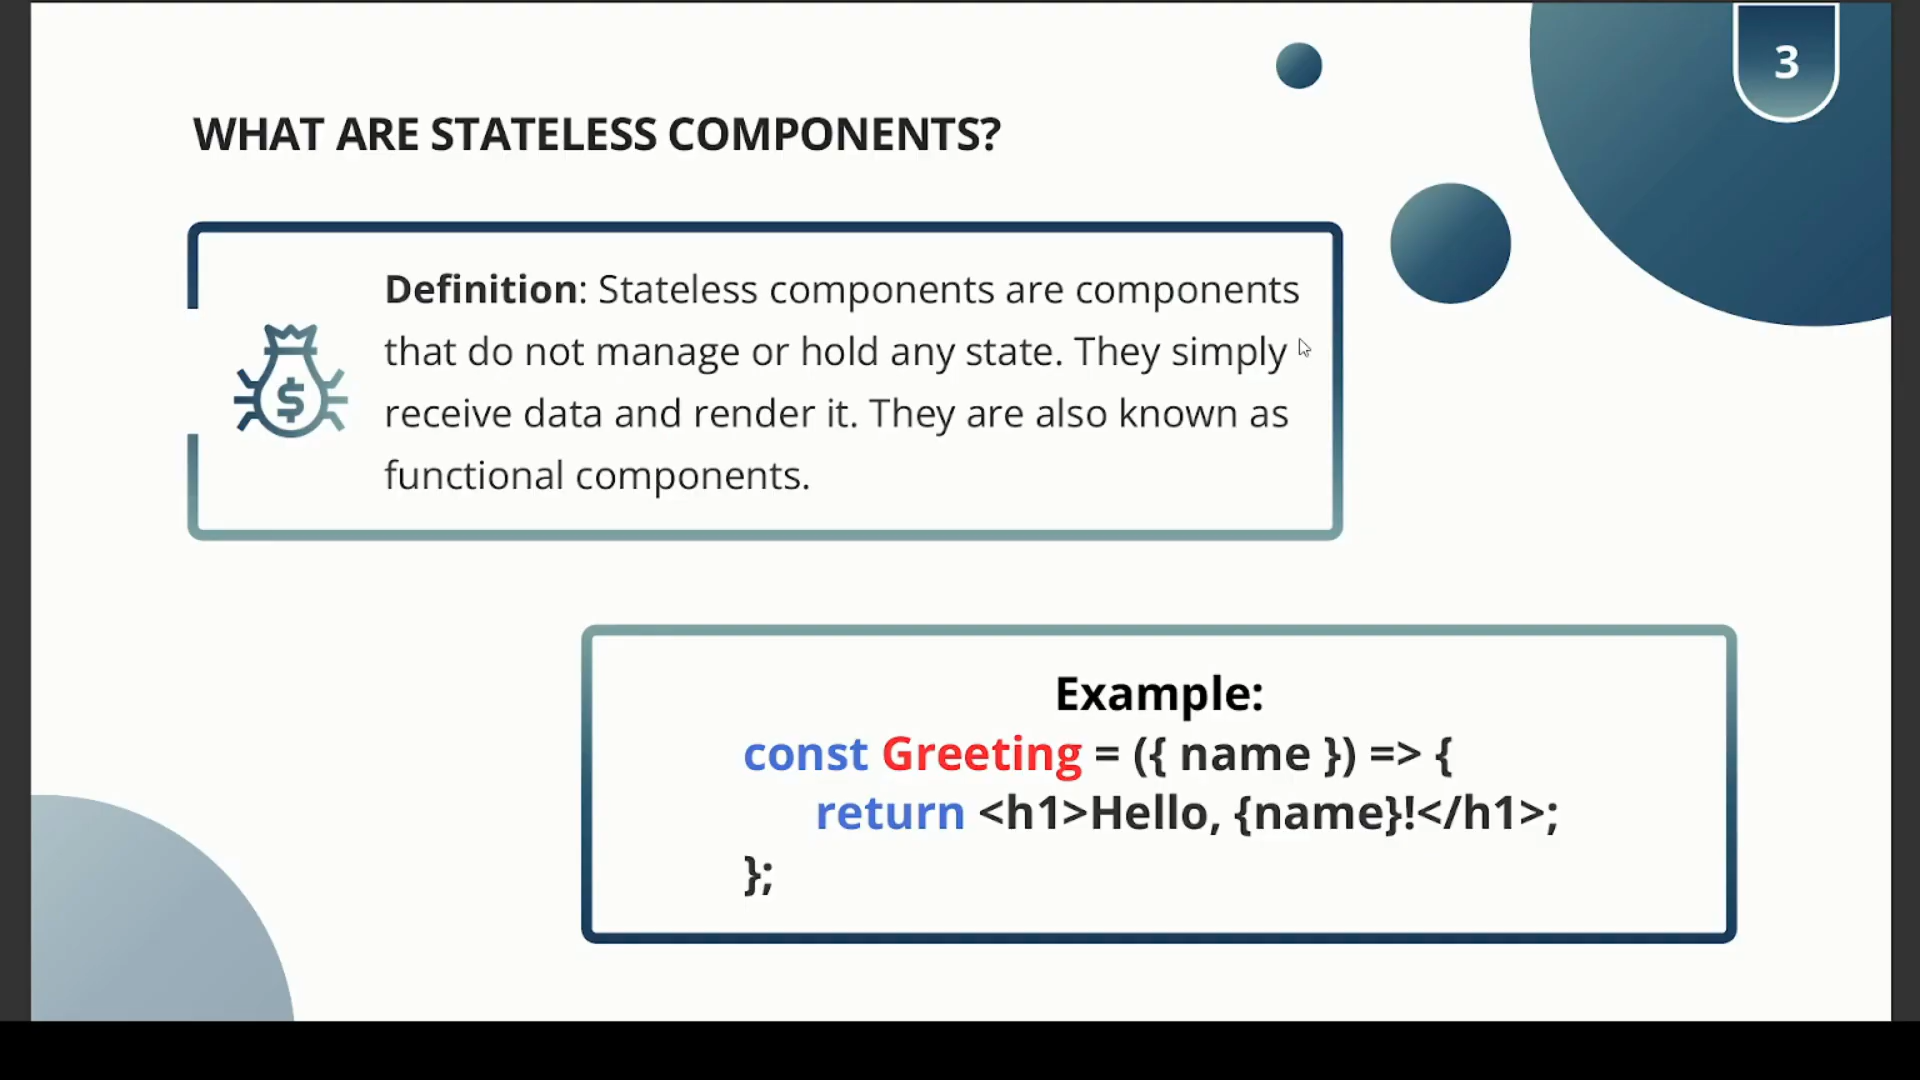 3
WHAT ARE STATELESS COMPONENTS?
Definition: Stateless components are components
that do not manage or hold any state. They simply
receive data and render it. They are also known as
functional components.
$
Example:
const Greeting = ({ name }) => {
return <h1>Hello, {name}!</h1>;
};